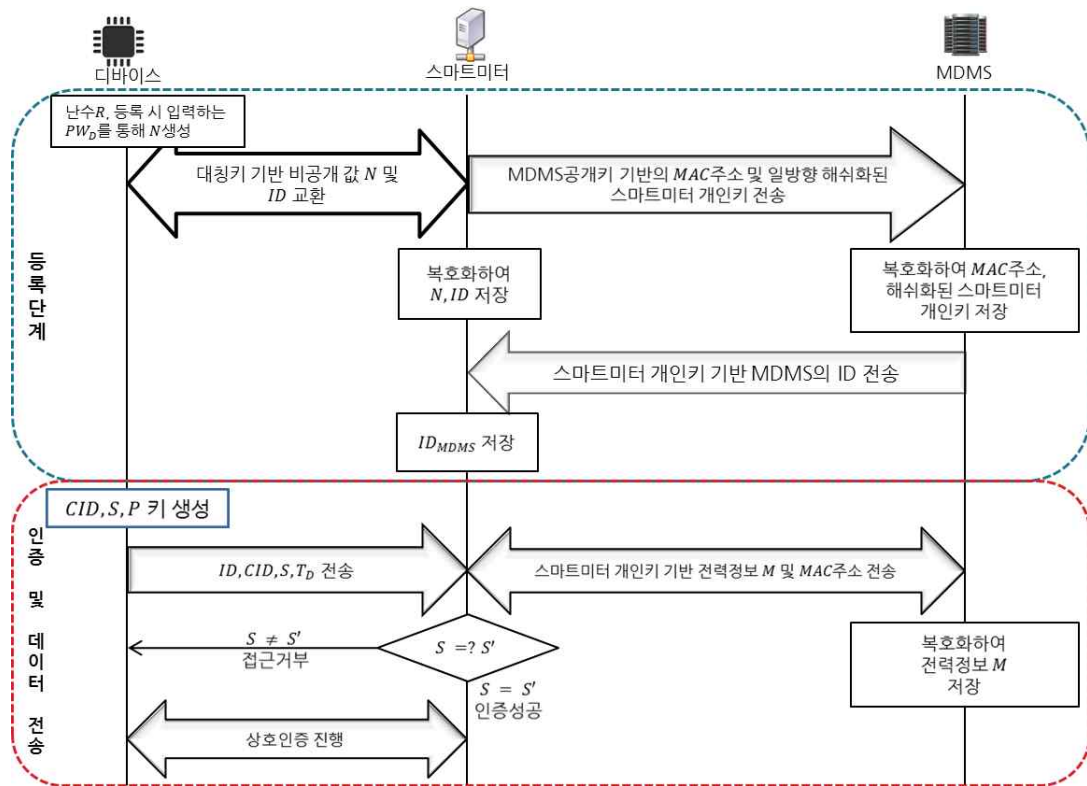 디바이스
스마트미터
MDMS
난수R, 등록 시 입력하는
PW_D를 통해 N생성
대칭키 기반 비공개 값 N 및
ID 교환
MDMS공개키 기반의 MAC주소 및 일방향 해쉬화된
스마트미터 개인키 전송
등록단계
복호화하여
N, ID 저장
복호화하여 MAC주소,
해쉬화된 스마트미터
개인키 저장
스마트미터 개인키 기반 MDMS의 ID 전송
ID_MDMS 저장
CID, S, P 키 생성
인증 및 데이터 전송
ID,CID,S,T_D 전송
스마트미터 개인키 기반 전력정보 M 및 MAC주소 전송
S ≠ S′
접근거부
S =? S′
S = S′
인증성공
복호화하여
전력정보 M
저장
상호인증 진행